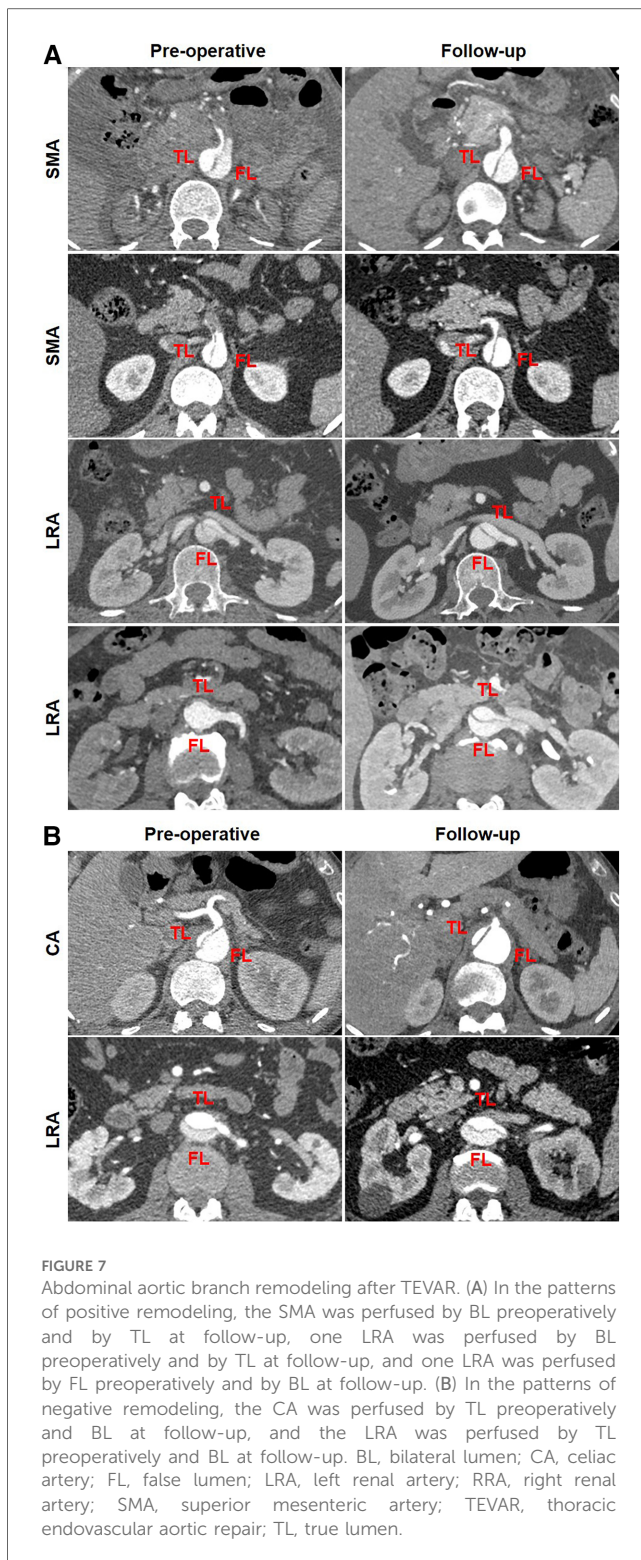 A
Pre-operative Follow-up
SMA
TL
FL
TL
FL
SMA
TL
FL
TL
FL
LRA
TL
FL
TL
FL
LRA
TL
FL
TL
FL
B
Pre-operative Follow-up
CA
TL
FL
TL
FL
LRA
TL
FL
TL
FL
FIGURE 7
Abdominal aortic branch remodeling after TEVAR. (A) In the patterns
of positive remodeling, the SMA was perfused by BL preoperatively
and by TL at follow-up, one LRA was perfused by BL
preoperatively and by TL at follow-up, and one LRA was perfused
by FL preoperatively and by BL at follow-up. (B) In the patterns of
negative remodeling, the CA was perfused by TL preoperatively
and BL at follow-up, and the LRA was perfused by TL
preoperatively and BL at follow-up. BL, bilateral lumen; CA, celiac
artery; FL, false lumen; LRA, left renal artery; RRA, right renal
artery; SMA, superior mesenteric artery; TEVAR, thoracic
endovascular aortic repair; TL, true lumen.